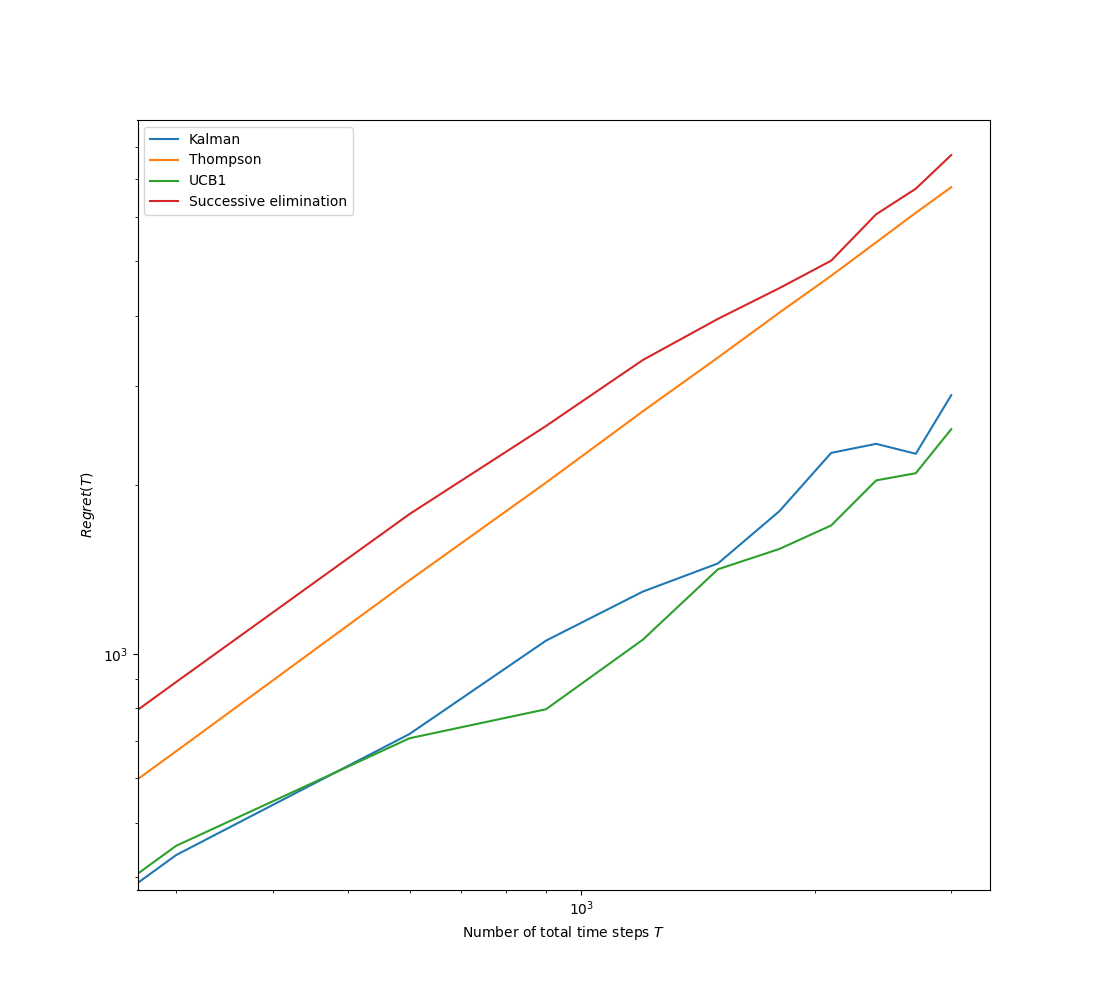 Kalman
Thompson
UCB1
Successive elimination
Regret(T)
10³
10³
Number of total time steps T